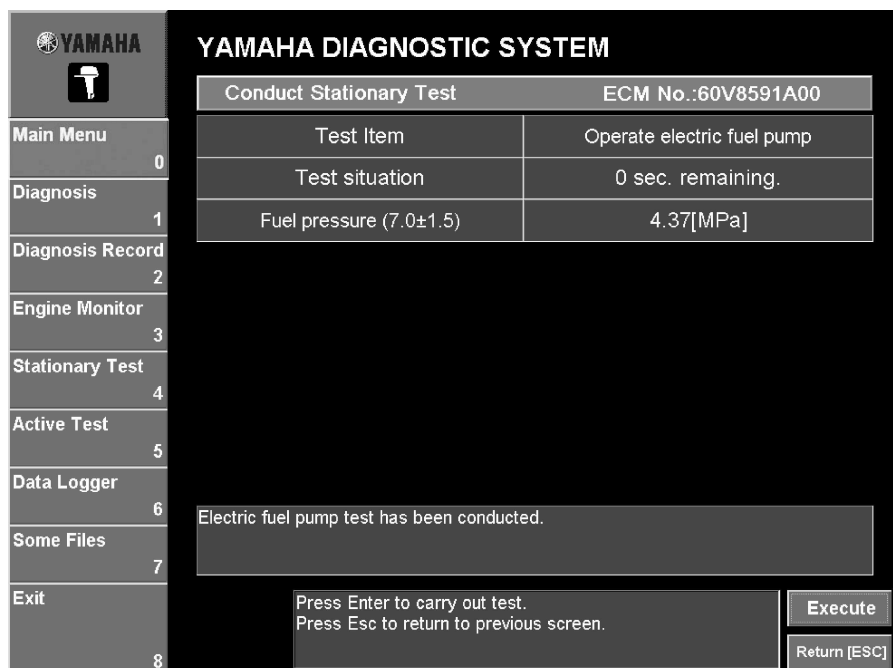 YAMAHA
YAMAHA DIAGNOSTIC SYSTEM
Conduct Stationary Test ECM No.:60V8591A00
Test Item Operate electric fuel pump
Test situation 0 sec. remaining.
Fuel pressure (7.0±1.5) 4.37[MPa]
Main Menu
0
Diagnosis
1
Diagnosis Record
2
Engine Monitor
3
Stationary Test
4
Active Test
5
Data Logger
6
Some Files
7
Exit
8
Electric fuel pump test has been conducted.
Press Enter to carry out test.
Press Esc to return to previous screen.
Execute
Return [ESC]